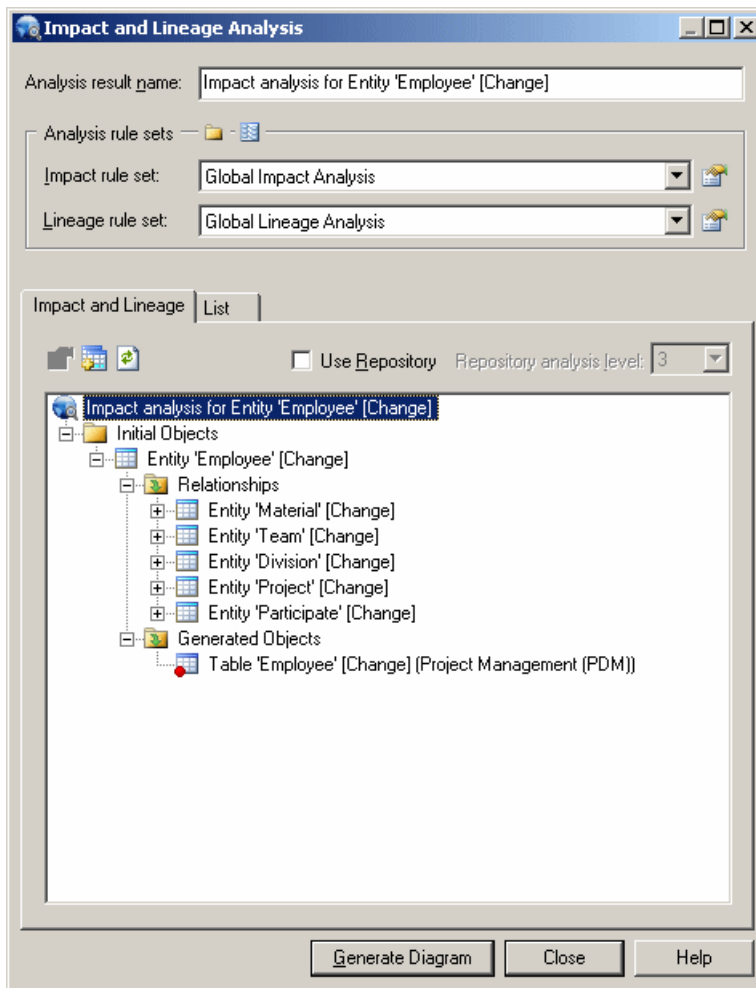 Impact and Lineage Analysis
Analysis result name: Impact analysis for Entity 'Employee' [Change]
Analysis rule sets
Impact rule set: Global Impact Analysis
Lineage rule set: Global Lineage Analysis
Impact and Lineage List
Use Repository Repository analysis level: 3
Impact analysis for Entity 'Employee' [Change]
Initial Objects
Entity 'Employee' [Change]
Relationships
Entity 'Material' [Change]
Entity 'Team' [Change]
Entity 'Division' [Change]
Entity 'Project' [Change]
Entity 'Participate' [Change]
Generated Objects
Table 'Employee' [Change] (Project Management (PDM))
Generate Diagram Close Help